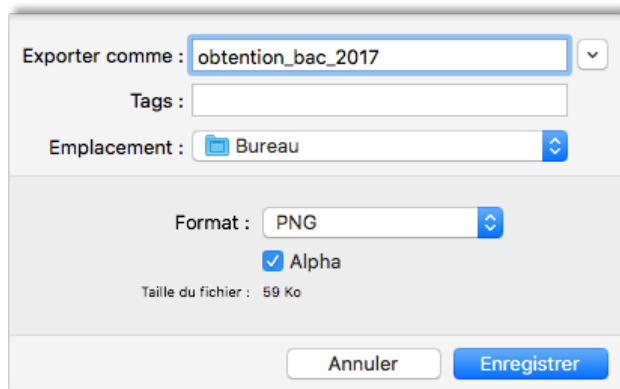 Exporter comme : obtention_bac_2017
Tags :
Emplacement : Bureau
Format : PNG
Alpha
Taille du fichier : 59 Ko
Annuler Enregistrer